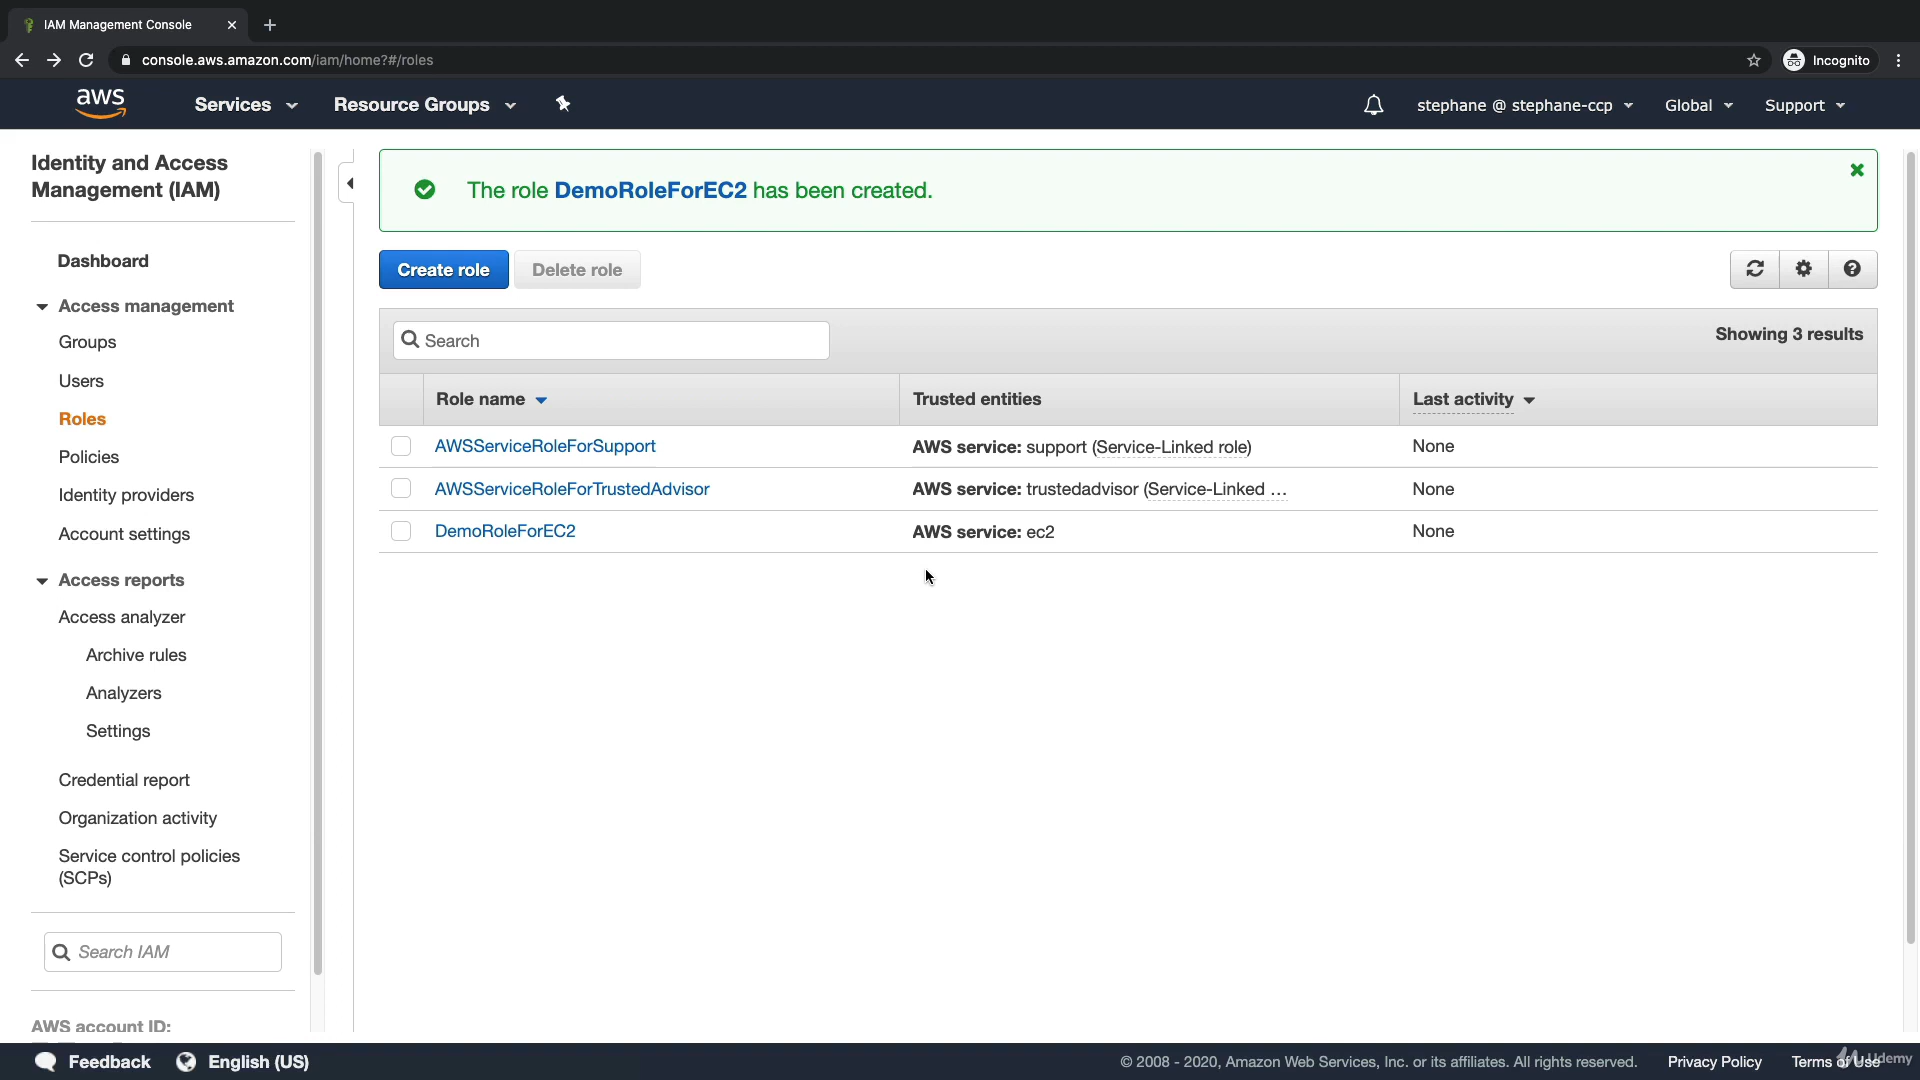 IAM Management Console
console.aws.amazon.com/iam/home?#/roles
Incognito
aws
Services
Resource Groups
stephane @ stephane-ccp
Global
Support
Identity and Access
Management (IAM)
Dashboard
Access management
Groups
Users
Roles
Policies
Identity providers
Account settings
Access reports
Access analyzer
Archive rules
Analyzers
Settings
Credential report
Organization activity
Service control policies
(SCPs)
Search IAM
AWS account ID:
The role DemoRoleForEC2 has been created.
Create role
Delete role
Search
Showing 3 results
Role name Trusted entities Last activity
AWSServiceRoleForSupport AWS service: support (Service-Linked role) None
AWSServiceRoleForTrustedAdvisor AWS service: trustedadvisor (Service-Linked ... None
DemoRoleForEC2 AWS service: ec2 None
Feedback
English (US)
© 2008 - 2020, Amazon Web Services, Inc. or its affiliates. All rights reserved.
Privacy Policy
Terms of Use
Udemy